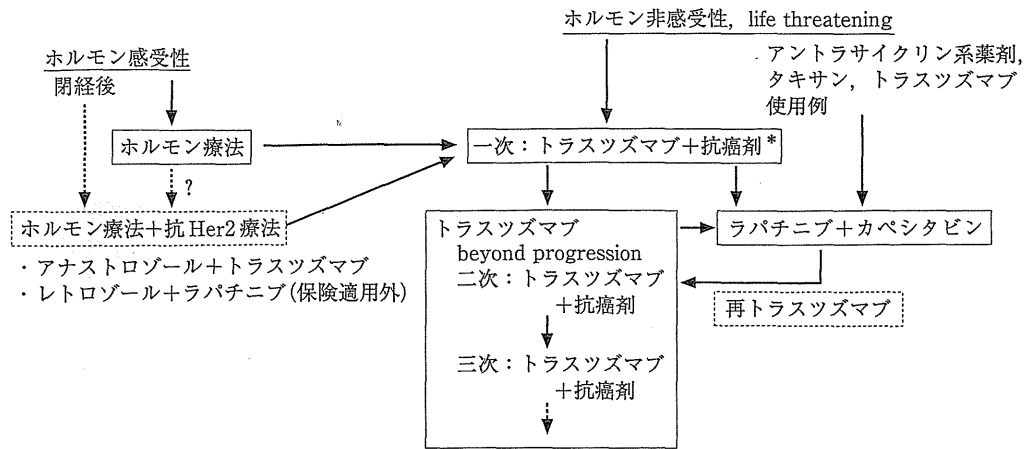 ホルモン非感受性, life threatening
ホルモン感受性
閉経後
アントラサイクリン系薬剤,
タキサン, トラスツズマブ
使用例
ホルモン療法
一次：トラスツズマブ＋抗癌剤*
?
ホルモン療法＋抗Her2療法
・アナストロゾール＋トラスツズマブ
・レトロゾール＋ラパチニブ(保険適用外)
トラスツズマブ
beyond progression
二次：トラスツズマブ
＋抗癌剤
三次：トラスツズマブ
＋抗癌剤
ラパチニブ＋カペシタビン
再トラスツズマブ